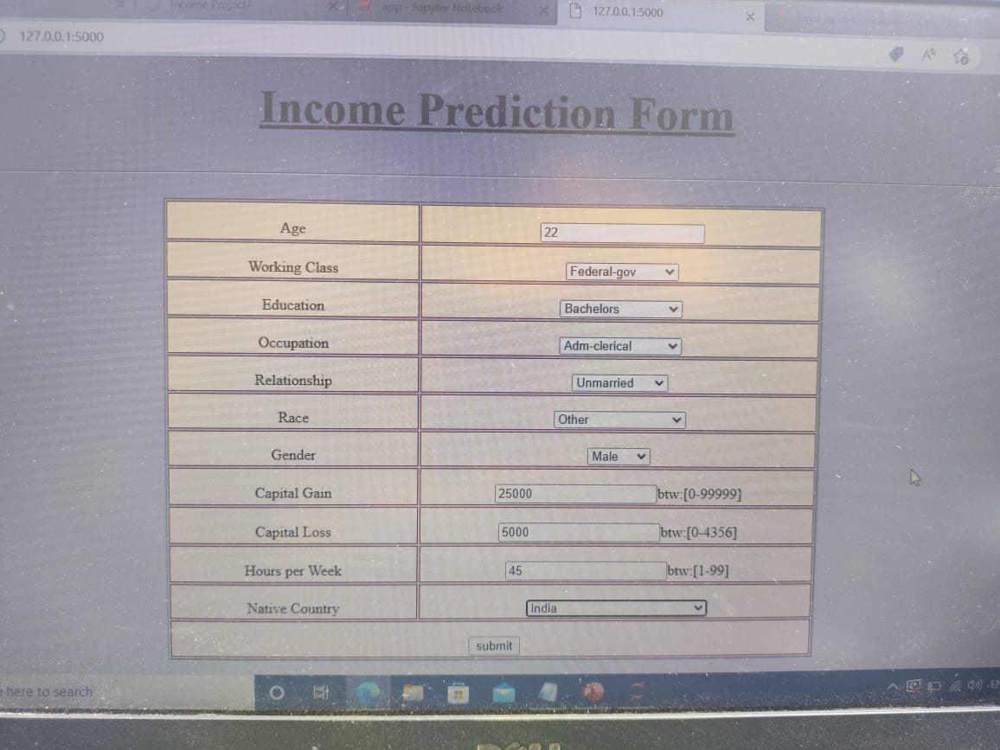 Income Project/
app - Jupyter Notebook
127.0.0.1:5000
127.0.0.1:5000
Income Prediction Form
Age 22
Working Class Federal-gov
Education Bachelors
Occupation Adm-clerical
Relationship Unmarried
Race Other
Gender Male
Capital Gain 25000 btw:[0-99999]
Capital Loss 5000 btw:[0-4356]
Hours per Week 45 btw:[1-99]
Native Country India
submit
here to search